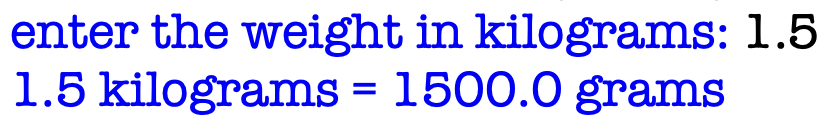 enter the weight in kilograms: 1.5
1.5 kilograms = 1500.0 grams